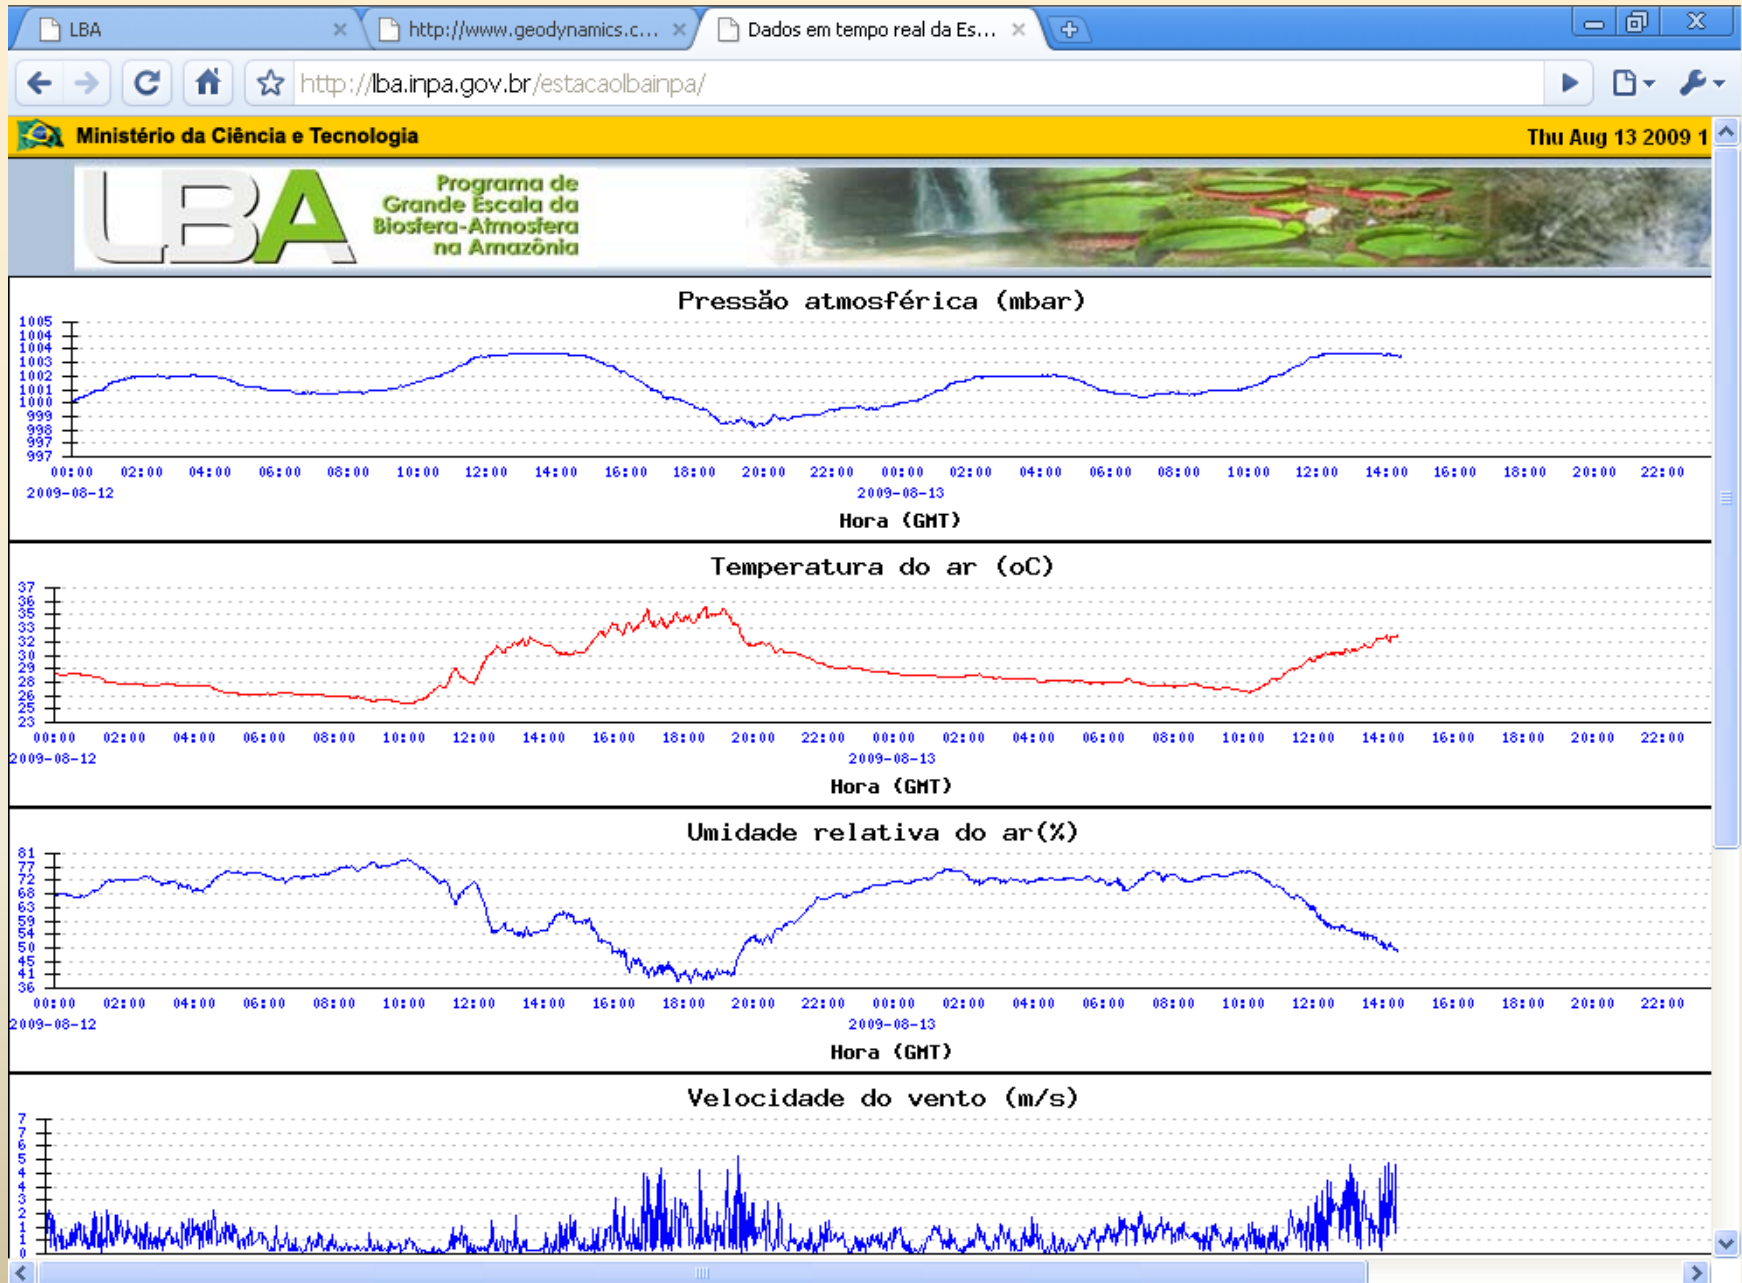 LBA
http://www.geodynamics.c...
Dados em tempo real da Es...
http://lba.inpa.gov.br/estacaolbainpa/
Ministério da Ciência e Tecnologia
Thu Aug 13 2009 1
LBA
Programa de
Grande Escala da
Biosfera-Atmosfera
na Amazônia
Pressão atmosférica (mbar)
1005
1004
1004
1003
1002
1001
1000
999
998
997
997
00:00 02:00 04:00 06:00 08:00 10:00 12:00 14:00 16:00 18:00 20:00 22:00 00:00 02:00 04:00 06:00 08:00 10:00 12:00 14:00 16:00 18:00 20:00 22:00
2009-08-12 2009-08-13
Hora (GMT)
Temperatura do ar (oC)
37
36
35
33
32
30
29
28
26
25
23
00:00 02:00 04:00 06:00 08:00 10:00 12:00 14:00 16:00 18:00 20:00 22:00 00:00 02:00 04:00 06:00 08:00 10:00 12:00 14:00 16:00 18:00 20:00 22:00
2009-08-12 2009-08-13
Hora (GMT)
Umidade relativa do ar(%)
81
77
72
68
63
59
54
50
45
41
36
00:00 02:00 04:00 06:00 08:00 10:00 12:00 14:00 16:00 18:00 20:00 22:00 00:00 02:00 04:00 06:00 08:00 10:00 12:00 14:00 16:00 18:00 20:00 22:00
2009-08-12 2009-08-13
Hora (GMT)
Velocidade do vento (m/s)
7
7
6
5
4
4
3
2
1
1
0